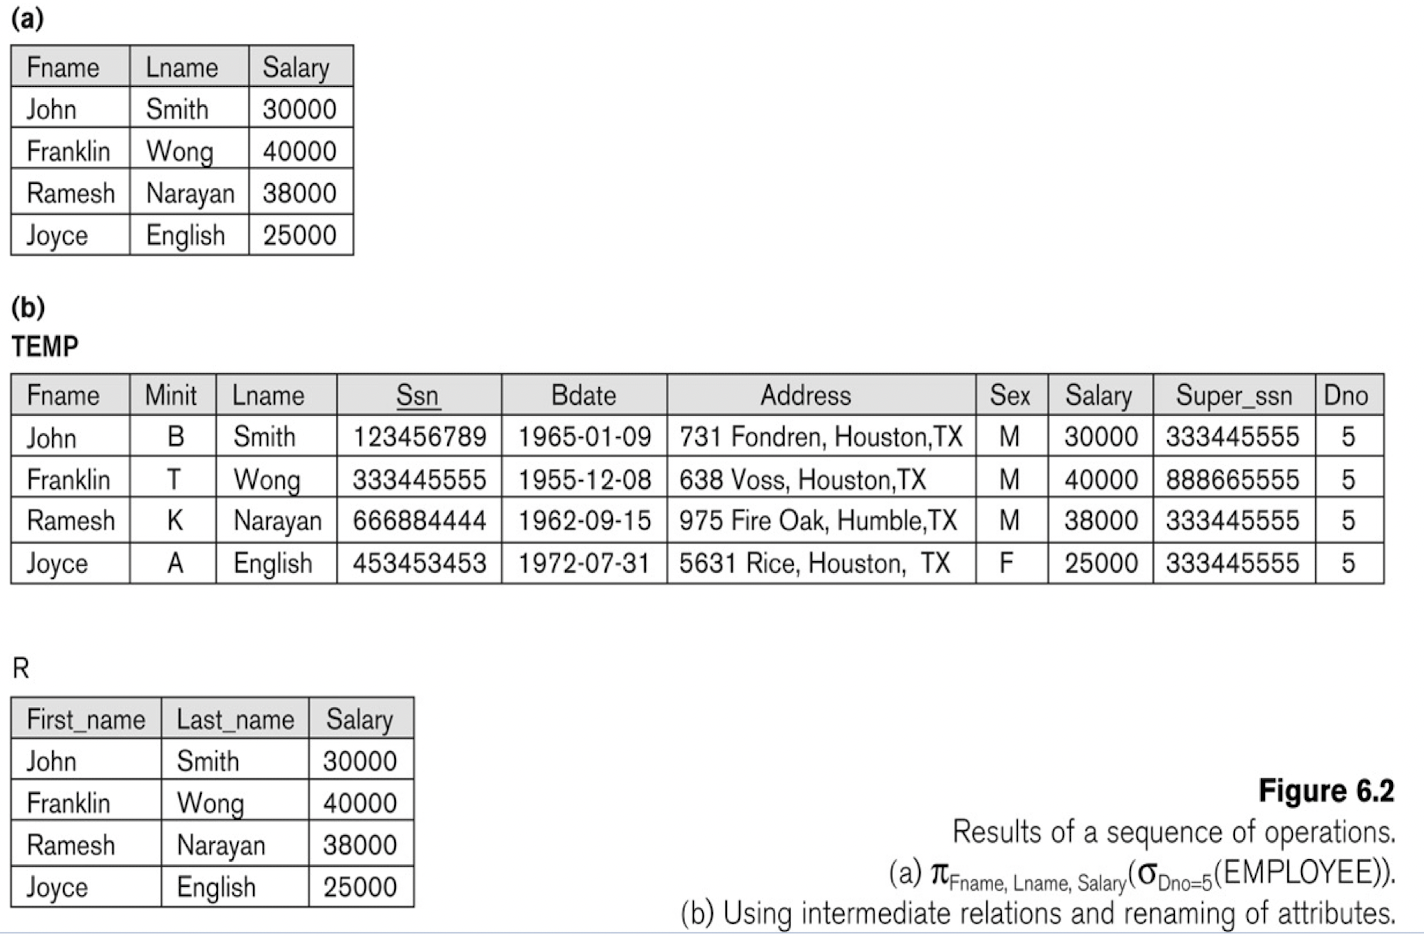 (a)
Fname Lname Salary
John Smith 30000
Franklin Wong 40000
Ramesh Narayan 38000
Joyce English 25000
(b)
TEMP
Fname Minit Lname Ssn Bdate Address Sex Salary Super_ssn Dno
John B Smith 123456789 1965-01-09 731 Fondren, Houston,TX M 30000 333445555 5
Franklin T Wong 333445555 1955-12-08 638 Voss, Houston,TX M 40000 888665555 5
Ramesh K Narayan 666884444 1962-09-15 975 Fire Oak, Humble,TX M 38000 333445555 5
Joyce A English 453453453 1972-07-31 5631 Rice, Houston, TX F 25000 333445555 5
R
First_name Last_name Salary
John Smith 30000
Franklin Wong 40000
Ramesh Narayan 38000
Joyce English 25000
Figure 6.2
Results of a sequence of operations.
(a) πFname, Lname, Salary(σDno=5(EMPLOYEE)).
(b) Using intermediate relations and renaming of attributes.